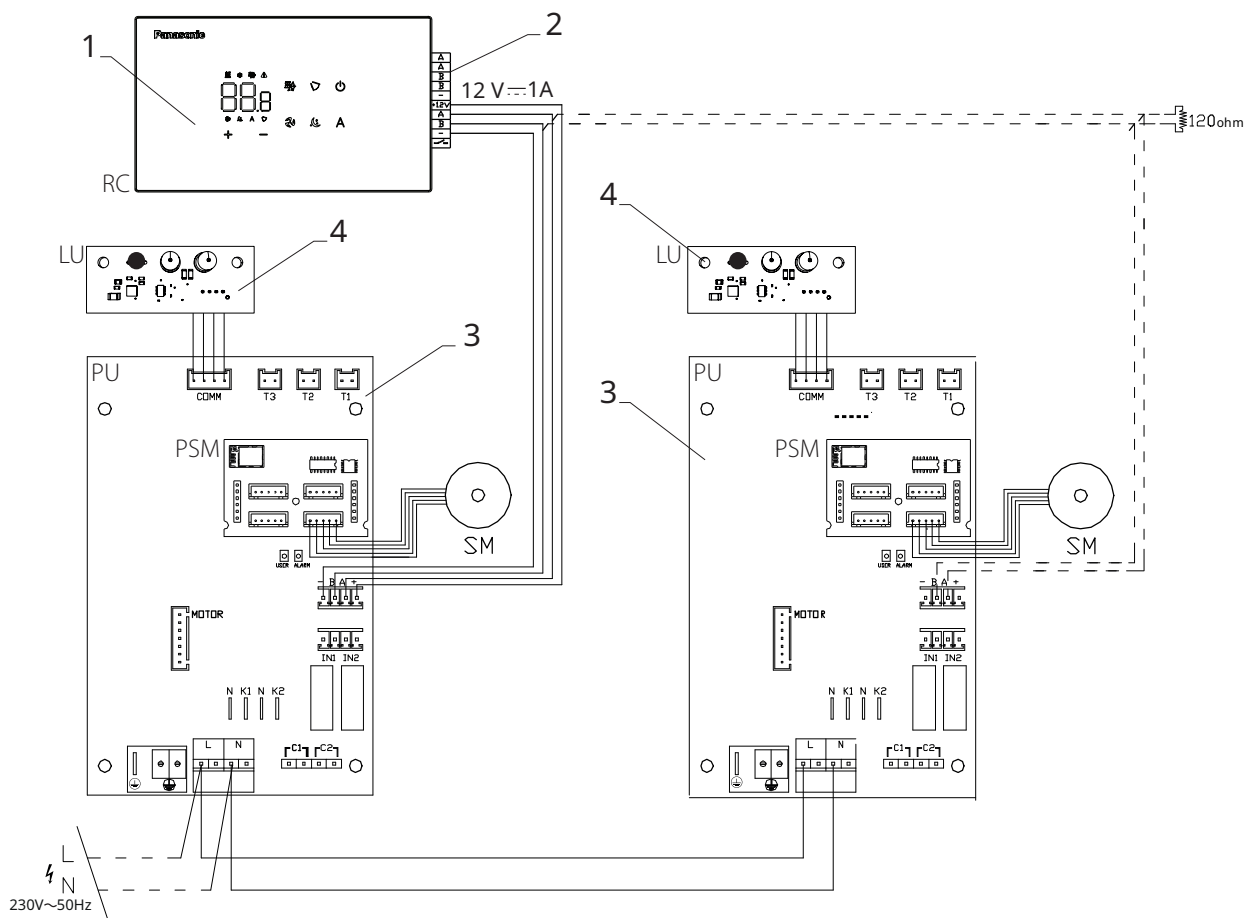 Panasonic
1
2
A
A
B
B
-
+12V
A
B
-
12 V ⎓ 1A
88.8
A
A
+ -
RC
120ohm
LU
4
COMM
T3 T2 T1
PU
3
PSM
SM
USER ALARM
- B A +
MOTOR
IN1 IN2
N K1 N K2
L N
C1 C2
LU
4
COMM
T3 T2 T1
PU
3
PSM
SM
USER ALARM
- B A +
MOTOR
IN1 IN2
N K1 N K2
L N
C1 C2
L
N
230V~50Hz